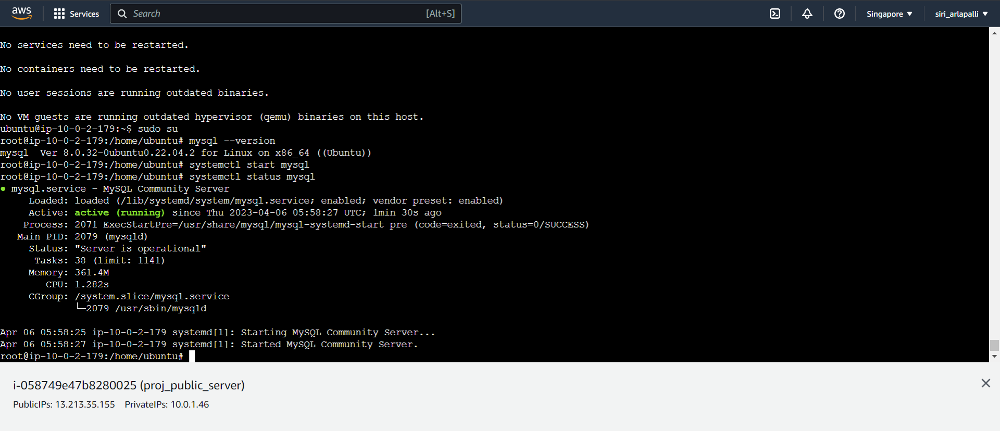 aws Services Search [Alt+S] Singapore ▼ siri_arlapalli ▼
No services need to be restarted.
No containers need to be restarted.
No user sessions are running outdated binaries.
No VM guests are running outdated hypervisor (qemu) binaries on this host.
ubuntu@ip-10-0-2-179:~$ sudo su
root@ip-10-0-2-179:/home/ubuntu# mysql --version
mysql  Ver 8.0.32-0ubuntu0.22.04.2 for Linux on x86_64 ((Ubuntu))
root@ip-10-0-2-179:/home/ubuntu# systemctl start mysql
root@ip-10-0-2-179:/home/ubuntu# systemctl status mysql
● mysql.service - MySQL Community Server
     Loaded: loaded (/lib/systemd/system/mysql.service; enabled; vendor preset: enabled)
     Active: active (running) since Thu 2023-04-06 05:58:27 UTC; 1min 30s ago
    Process: 2071 ExecStartPre=/usr/share/mysql/mysql-systemd-start pre (code=exited, status=0/SUCCESS)
   Main PID: 2079 (mysqld)
     Status: "Server is operational"
      Tasks: 38 (limit: 1141)
     Memory: 361.4M
        CPU: 1.282s
     CGroup: /system.slice/mysql.service
             └─2079 /usr/sbin/mysqld
Apr 06 05:58:25 ip-10-0-2-179 systemd[1]: Starting MySQL Community Server...
Apr 06 05:58:27 ip-10-0-2-179 systemd[1]: Started MySQL Community Server.
root@ip-10-0-2-179:/home/ubuntu#
i-058749e47b8280025 (proj_public_server)
PublicIPs: 13.213.35.155 PrivateIPs: 10.0.1.46